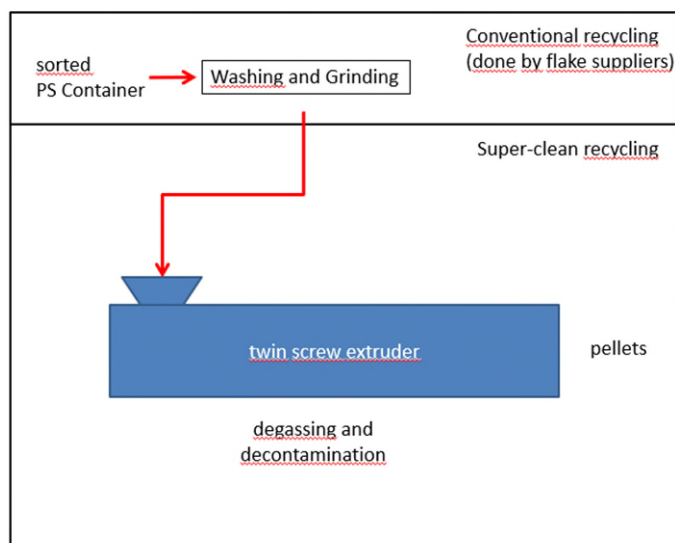 Conventional recycling
(done by flake suppliers)
sorted
PS Container
Washing and Grinding
Super-clean recycling
twin screw extruder
pellets
degassing and
decontamination